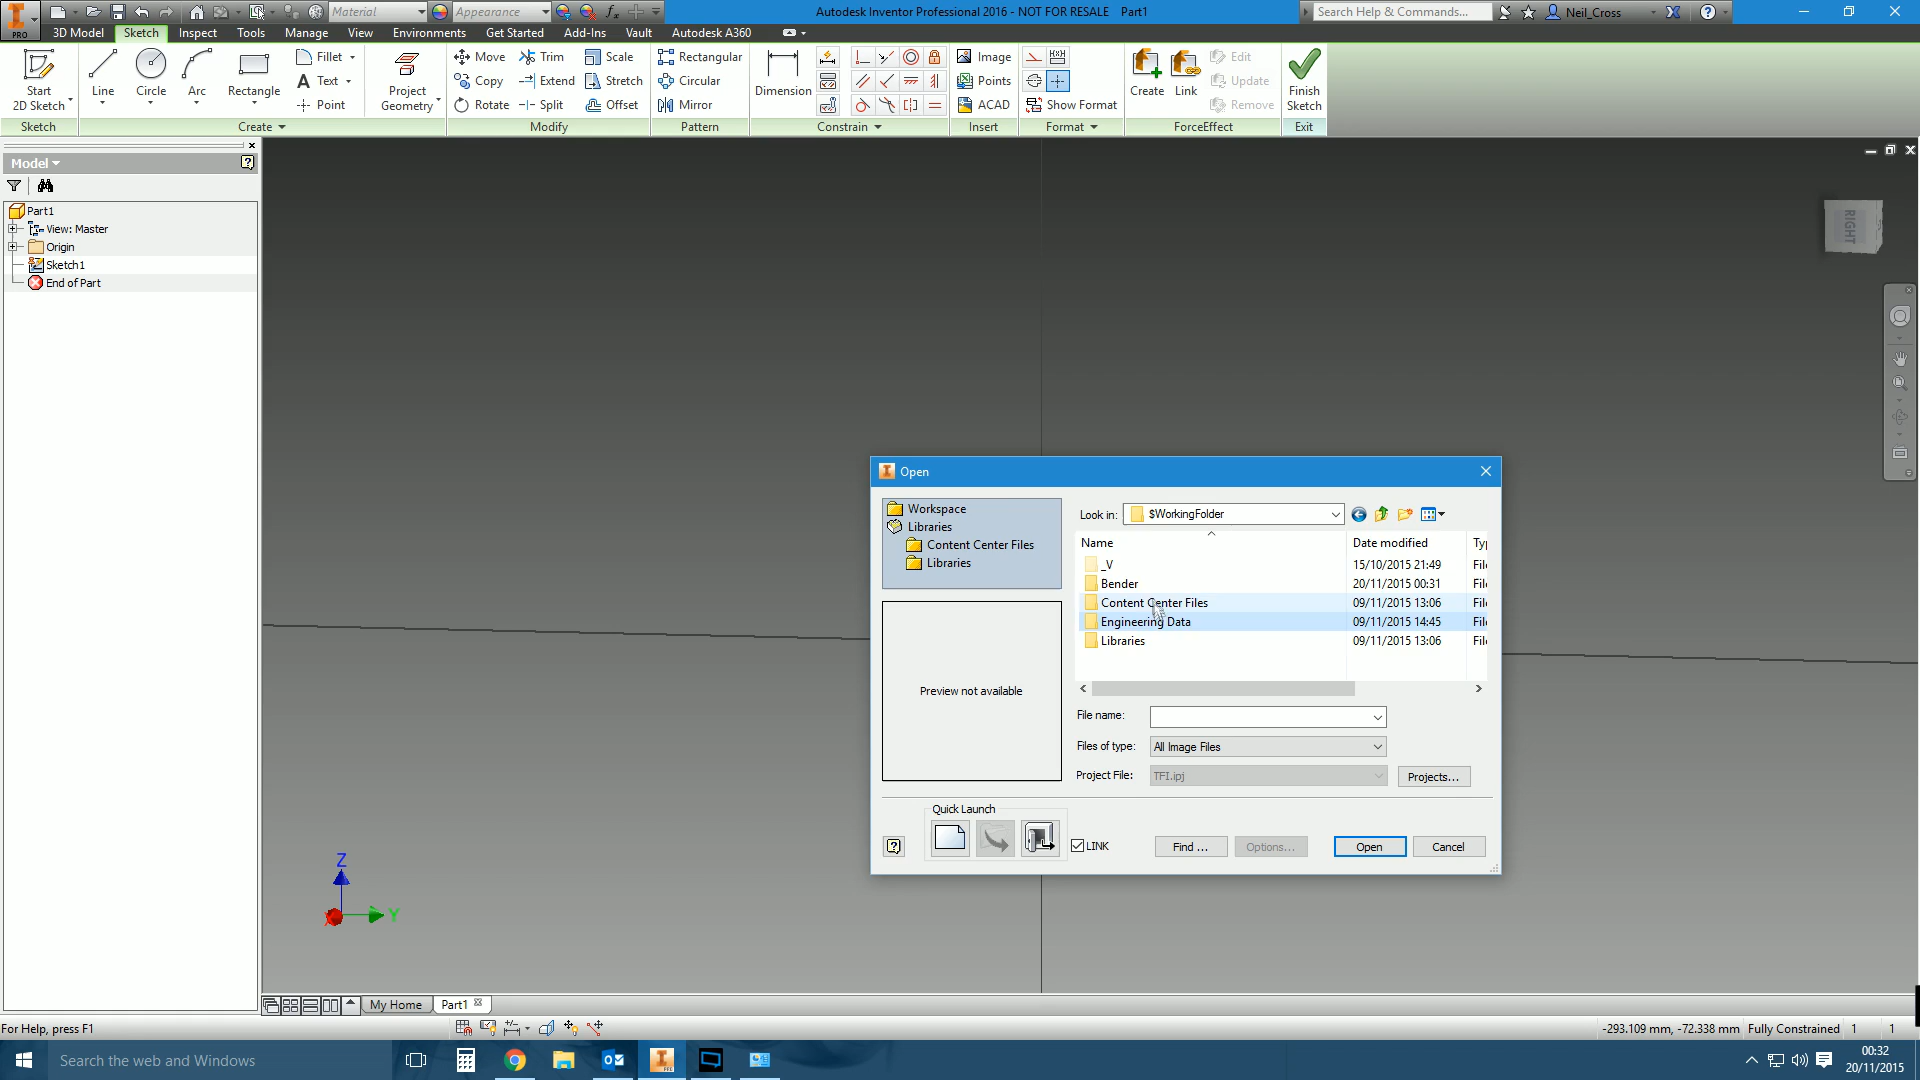 Material
Appearance
Autodesk Inventor Professional 2016 - NOT FOR RESALE Part1
Search Help & Commands...
Neil_Cross
PRO
3D Model
Sketch
Inspect
Tools
Manage
View
Environments
Get Started
Add-Ins
Vault
Autodesk A360
Start
2D Sketch
Line
Circle
Arc
Rectangle
Fillet
Text
Point
Project
Geometry
Move
Copy
Rotate
Trim
Extend
Split
Scale
Stretch
Offset
Rectangular
Circular
Mirror
Dimension
Image
Points
ACAD
Show Format
Create
Link
Edit
Update
Remove
Finish
Sketch
Sketch
Create
Modify
Pattern
Constrain
Insert
Format
ForceEffect
Exit
Model
Part1
View: Master
Origin
Sketch1
End of Part
RIGHT
Open
Workspace
Libraries
Content Center Files
Libraries
Look in:
$WorkingFolder
Name
Date modified
Typ
_V
15/10/2015 21:49
File
Bender
20/11/2015 00:31
File
Content Center Files
09/11/2015 13:06
File
Engineering Data
09/11/2015 14:45
File
Libraries
09/11/2015 13:06
File
Preview not available
File name:
Files of type:
All Image Files
Project File:
TFI.ipj
Projects...
Quick Launch
LINK
Find ...
Options...
Open
Cancel
Z
Y
My Home
Part1
For Help, press F1
-293.109 mm, -72.338 mm
Fully Constrained
1
1
Search the web and Windows
00:32
20/11/2015